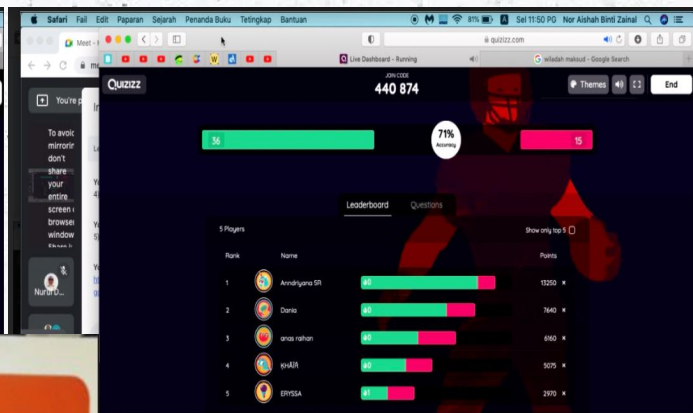 Safari Fail Edit Paparan Sejarah Penanda Buku Tetingkap Bantuan
81% Sel 11:50 PG Nor Aishah Binti Zainal
Meet -
quizizz.com
Live Dashboard - Running
wiladah maksud - Google Search
You're p
To avoid
mirrorin
don't
share
your
entire
screen
browser
window
Nurul D...
QUIZIZZ
JOIN CODE
440 874
Themes
End
36
71%
Accuracy
15
Leaderboard Questions
5 Players
Show only top 5
Rank Name Points
1 Anndriyana 5R 13250
2 Dania 7640
3 anas raihan 6160
4 5075
5 ERYSSA 2970